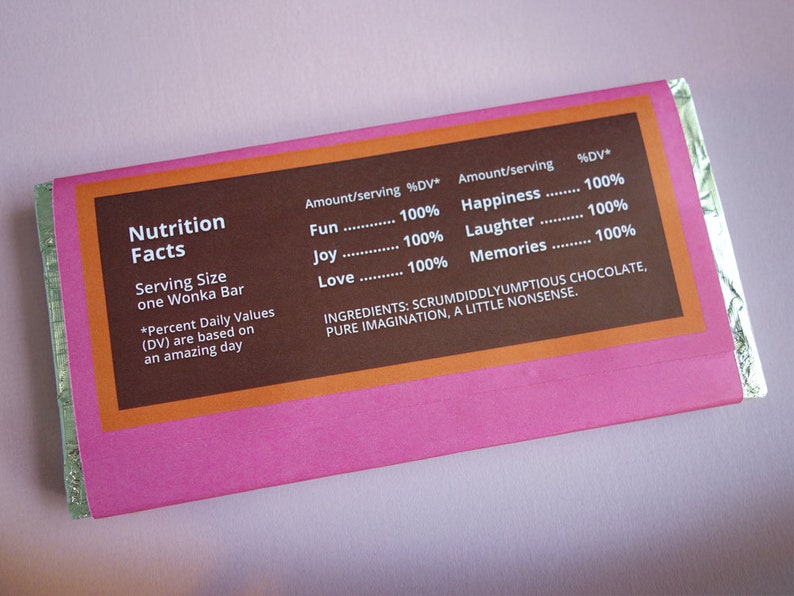 Nutrition
Facts
Serving Size
one Wonka Bar
*Percent Daily Values
(DV) are based on
an amazing day
Amount/serving %DV*
Fun ............ 100%
Joy ............. 100%
Love .......... 100%
Amount/serving %DV*
Happiness ........ 100%
Laughter .......... 100%
Memories ......... 100%
INGREDIENTS: SCRUMDIDDLYUMPTIOUS CHOCOLATE,
PURE IMAGINATION, A LITTLE NONSENSE.